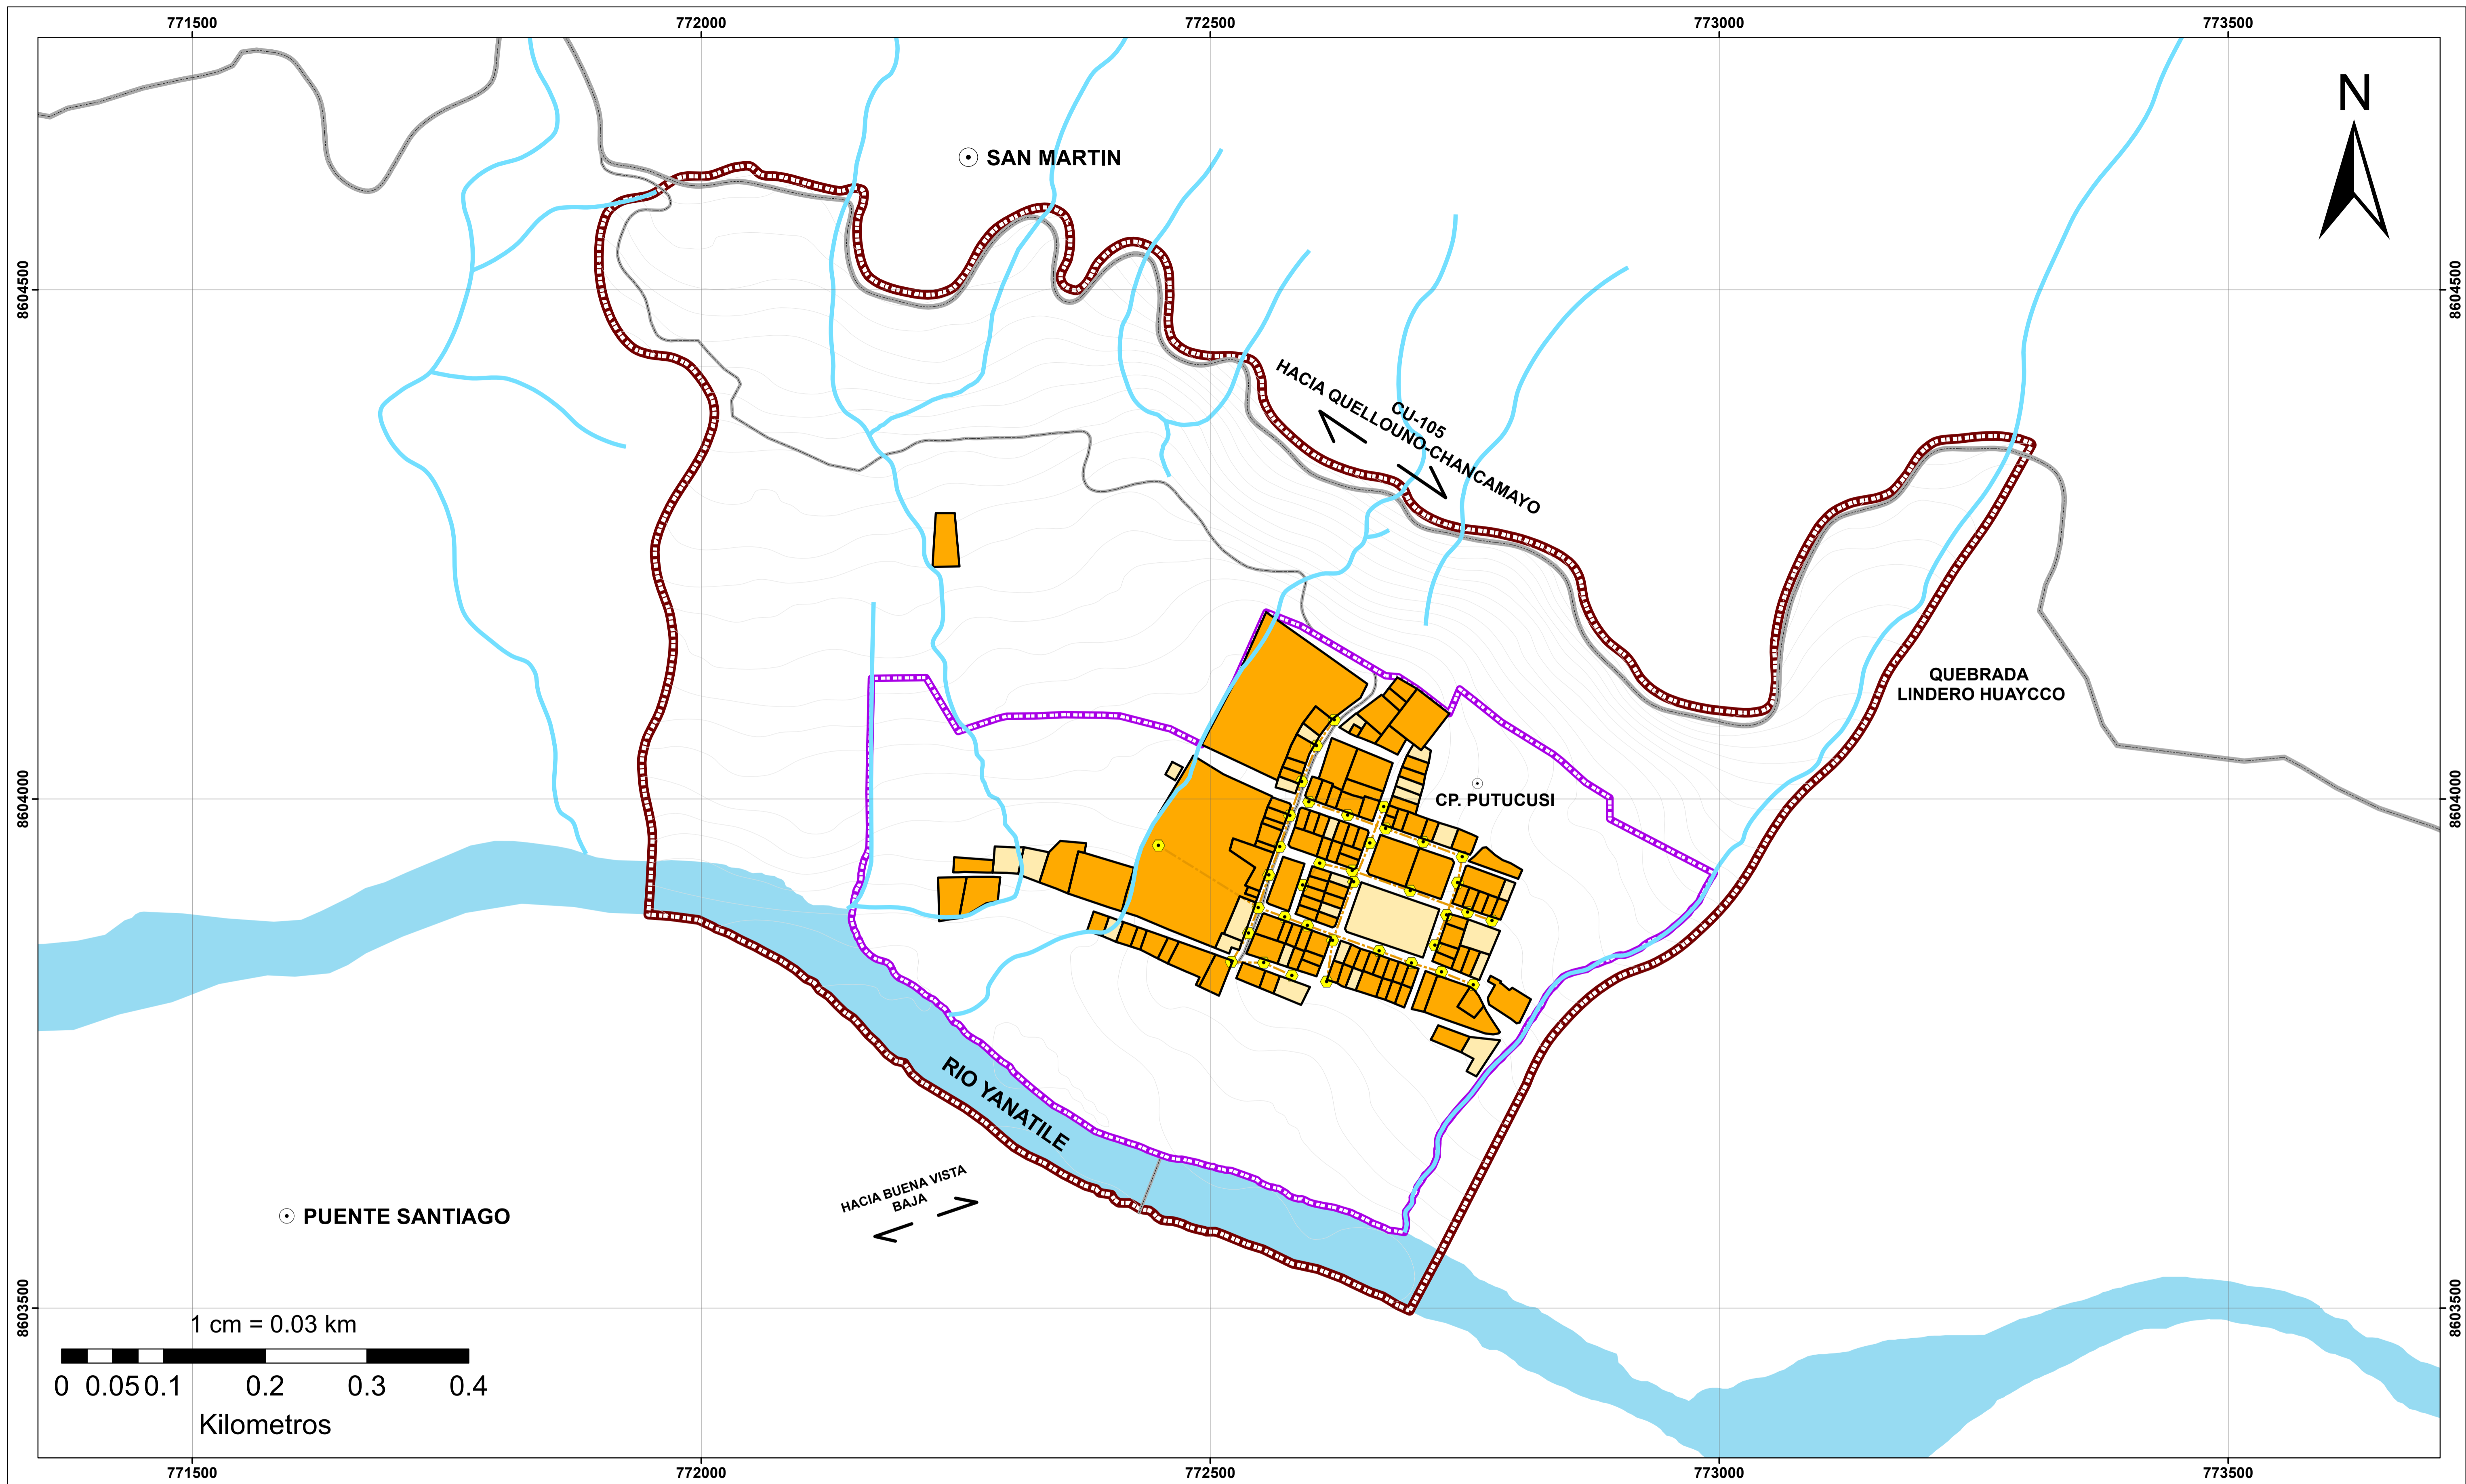 771500
772000
772500
773000
773500
N
SAN MARTIN
8604500
8604500
CU-105
HACIA QUELLOUNO-CHANCAMAYO
QUEBRADA
LINDERO HUAYCCO
8604000
8604000
CP. PUTUCUSI
RIO YANATILE
HACIA BUENA VISTA
BAJA
PUENTE SANTIAGO
8603500
8603500
1 cm = 0.03 km
0 0.05 0.1 0.2 0.3 0.4
Kilometros
771500
772000
772500
773000
773500